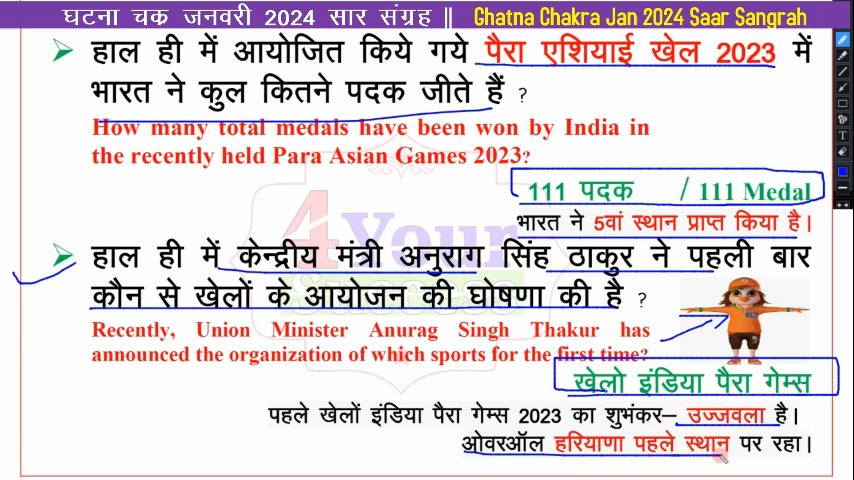 घटना चक्र जनवरी 2024 सार संग्रह || Ghatna Chakra Jan 2024 Saar Sangrah
हाल ही में आयोजित किये गये पैरा एशियाई खेल 2023 में
भारत ने कुल कितने पदक जीते हैं ?
How many total medals have been won by India in
the recently held Para Asian Games 2023?
111 पदक / 111 Medal
भारत ने 5वां स्थान प्राप्त किया है।
हाल ही में केन्द्रीय मंत्री अनुराग सिंह ठाकुर ने पहली बार
कौन से खेलों के आयोजन की घोषणा की है ?
Recently, Union Minister Anurag Singh Thakur has
announced the organization of which sports for the first time?
खेलो इंडिया पैरा गेम्स
पहले खेलों इंडिया पैरा गेम्स 2023 का शुभंकर– उज्जवला है।
ओवरऑल हरियाणा पहले स्थान पर रहा।
4Your
Success